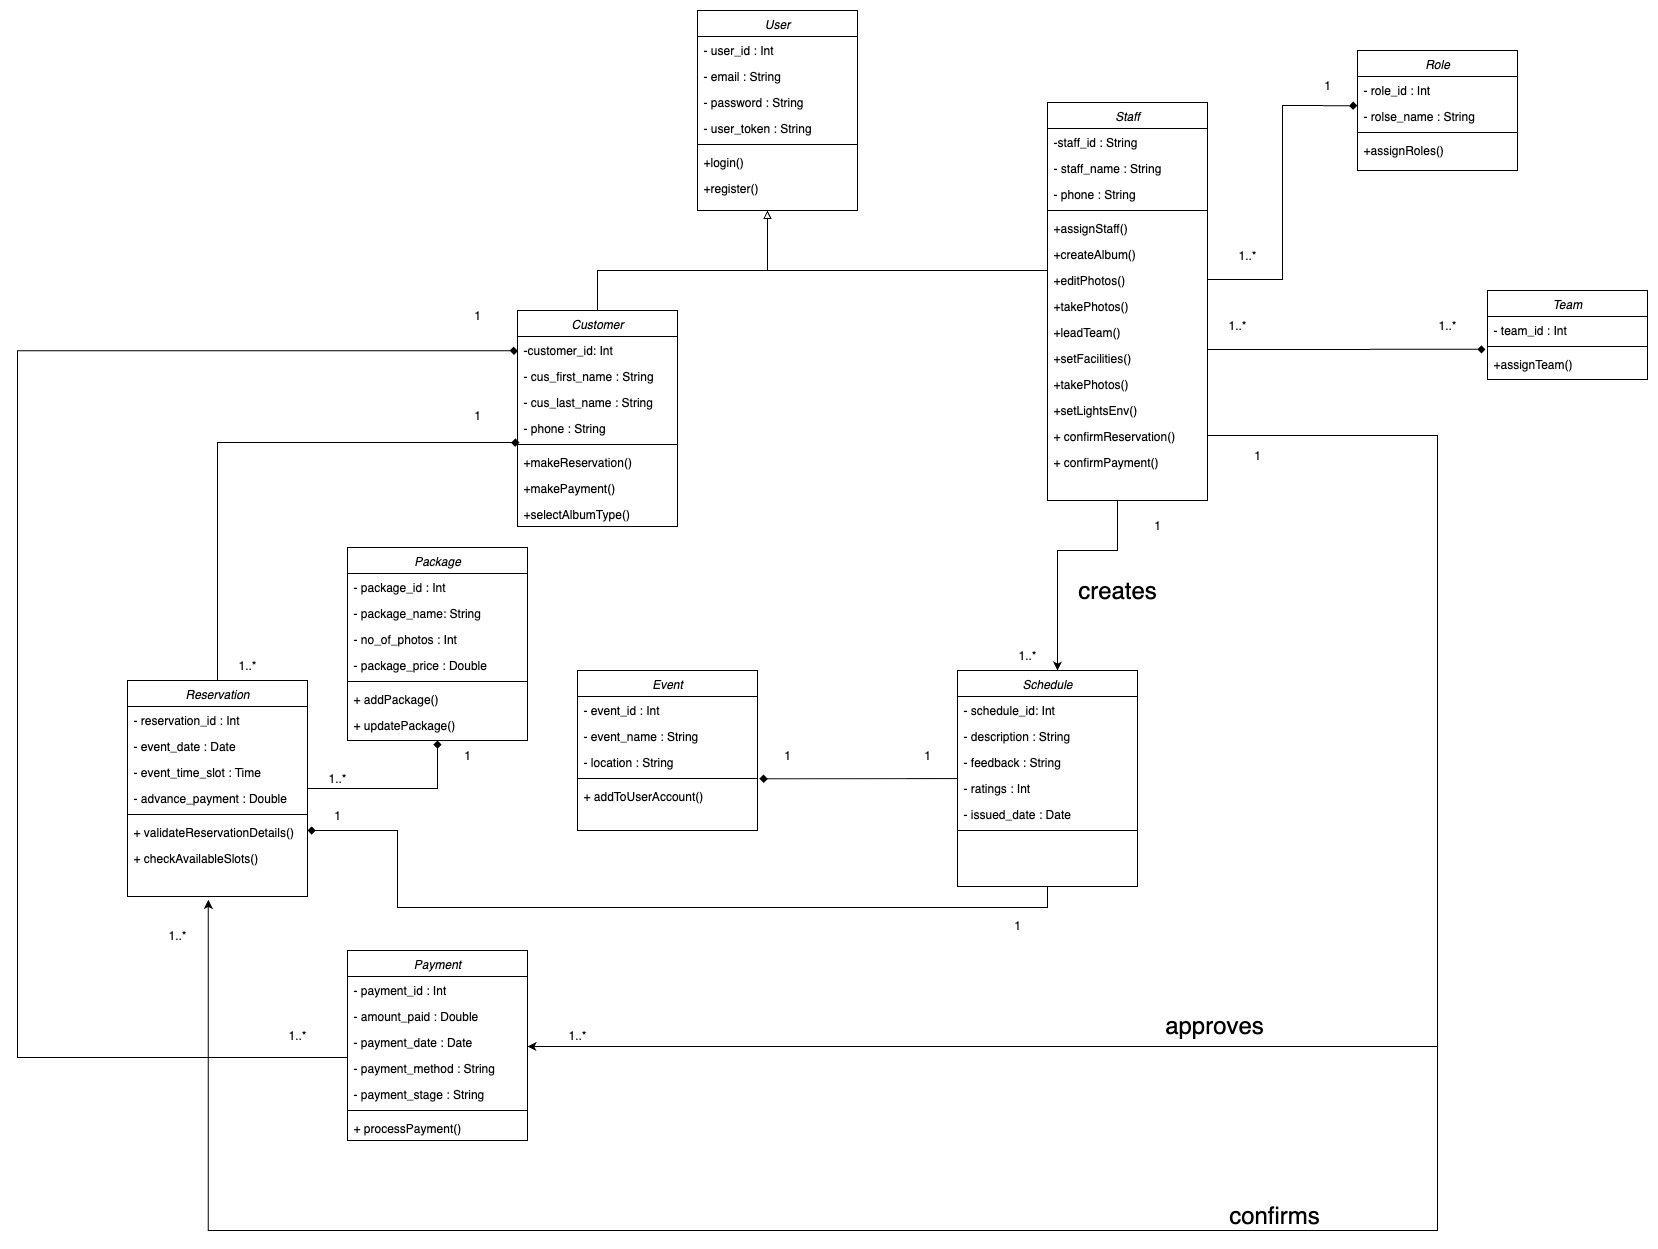 User
- user_id : Int
- email : String
- password : String
- user_token : String
+login()
+register()
Role
- role_id : Int
- rolse_name : String
+assignRoles()
1
Staff
-staff_id : String
- staff_name : String
- phone : String
+assignStaff()
+createAlbum()
+editPhotos()
+takePhotos()
+leadTeam()
+setFacilities()
+takePhotos()
+setLightsEnv()
+ confirmReservation()
+ confirmPayment()
1..*
Team
- team_id : Int
+assignTeam()
1..*
1..*
1
1
Customer
-customer_id: Int
- cus_first_name : String
- cus_last_name : String
- phone : String
+makeReservation()
+makePayment()
+selectAlbumType()
1
1
1
creates
1..*
Package
- package_id : Int
- package_name: String
- no_of_photos : Int
- package_price : Double
+ addPackage()
+ updatePackage()
1
1..*
Reservation
- reservation_id : Int
- event_date : Date
- event_time_slot : Time
- advance_payment : Double
+ validateReservationDetails()
+ checkAvailableSlots()
1..*
1
Event
- event_id : Int
- event_name : String
- location : String
+ addToUserAccount()
1
1
Schedule
- schedule_id: Int
- description : String
- feedback : String
- ratings : Int
- issued_date : Date
1..*
Payment
- payment_id : Int
- amount_paid : Double
- payment_date : Date
- payment_method : String
- payment_stage : String
+ processPayment()
1..*
1..*
approves
confirms